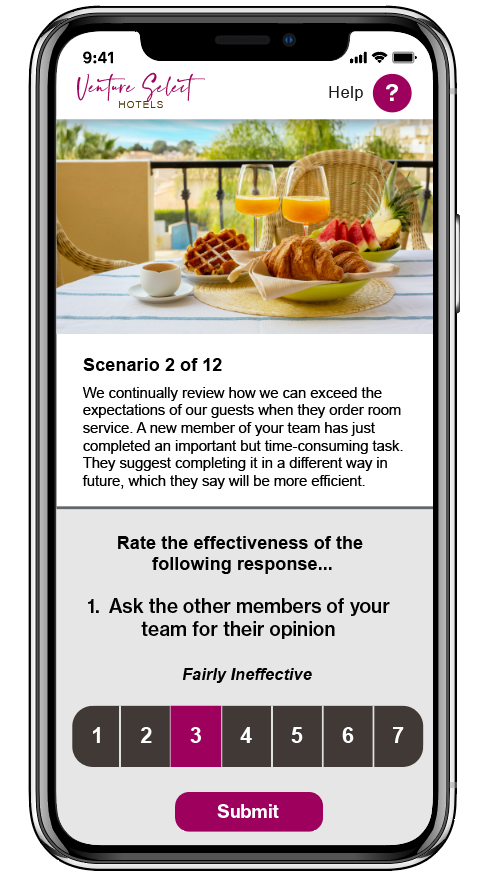 9:41
Venture Select
HOTELS
Help ?
Scenario 2 of 12
We continually review how we can exceed the
expectations of our guests when they order room
service. A new member of your team has just
completed an important but time-consuming task.
They suggest completing it in a different way in
future, which they say will be more efficient.
Rate the effectiveness of the
following response...
1. Ask the other members of your
team for their opinion
Fairly Ineffective
1 2 3 4 5 6 7
Submit